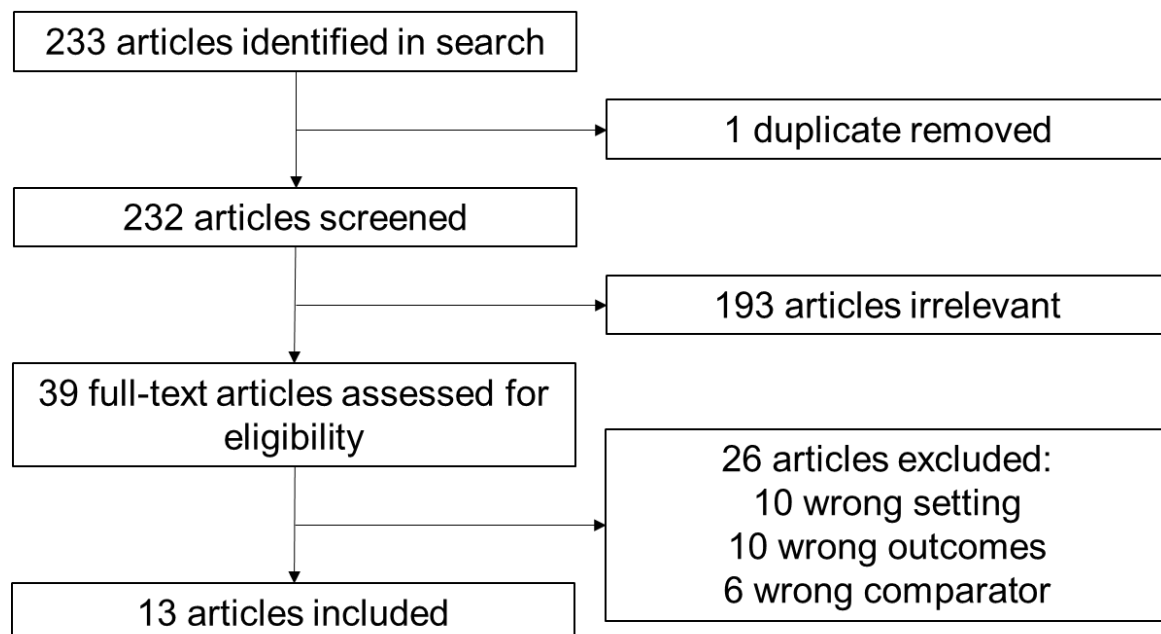 233 articles identified in search
1 duplicate removed
232 articles screened
193 articles irrelevant
39 full-text articles assessed for
eligibility
26 articles excluded:
10 wrong setting
10 wrong outcomes
6 wrong comparator
13 articles included